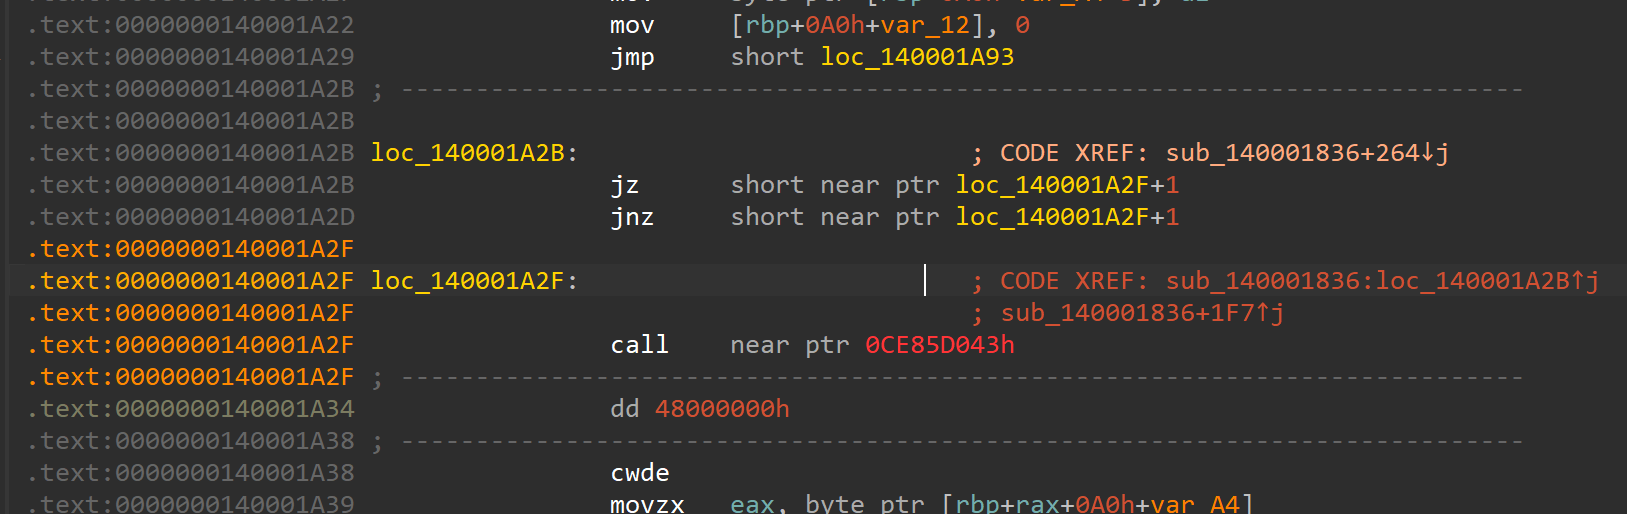 .text:0000000140001A22 mov [rbp+0A0h+var_12], 0
.text:0000000140001A29 jmp short loc_140001A93
.text:0000000140001A2B ; ---------------------------------------------------------------------------
.text:0000000140001A2B
.text:0000000140001A2B loc_140001A2B: ; CODE XREF: sub_140001836+264↓j
.text:0000000140001A2B jz short near ptr loc_140001A2F+1
.text:0000000140001A2D jnz short near ptr loc_140001A2F+1
.text:0000000140001A2F
.text:0000000140001A2F loc_140001A2F: ; CODE XREF: sub_140001836:loc_140001A2B↑j
.text:0000000140001A2F ; sub_140001836+1F7↑j
.text:0000000140001A2F call near ptr 0CE85D043h
.text:0000000140001A2F ; ---------------------------------------------------------------------------
.text:0000000140001A34 dd 48000000h
.text:0000000140001A38 ; ---------------------------------------------------------------------------
.text:0000000140001A38 cwde
.text:0000000140001A39 movzx eax, byte ptr [rbp+rax+0A0h+var_A4]